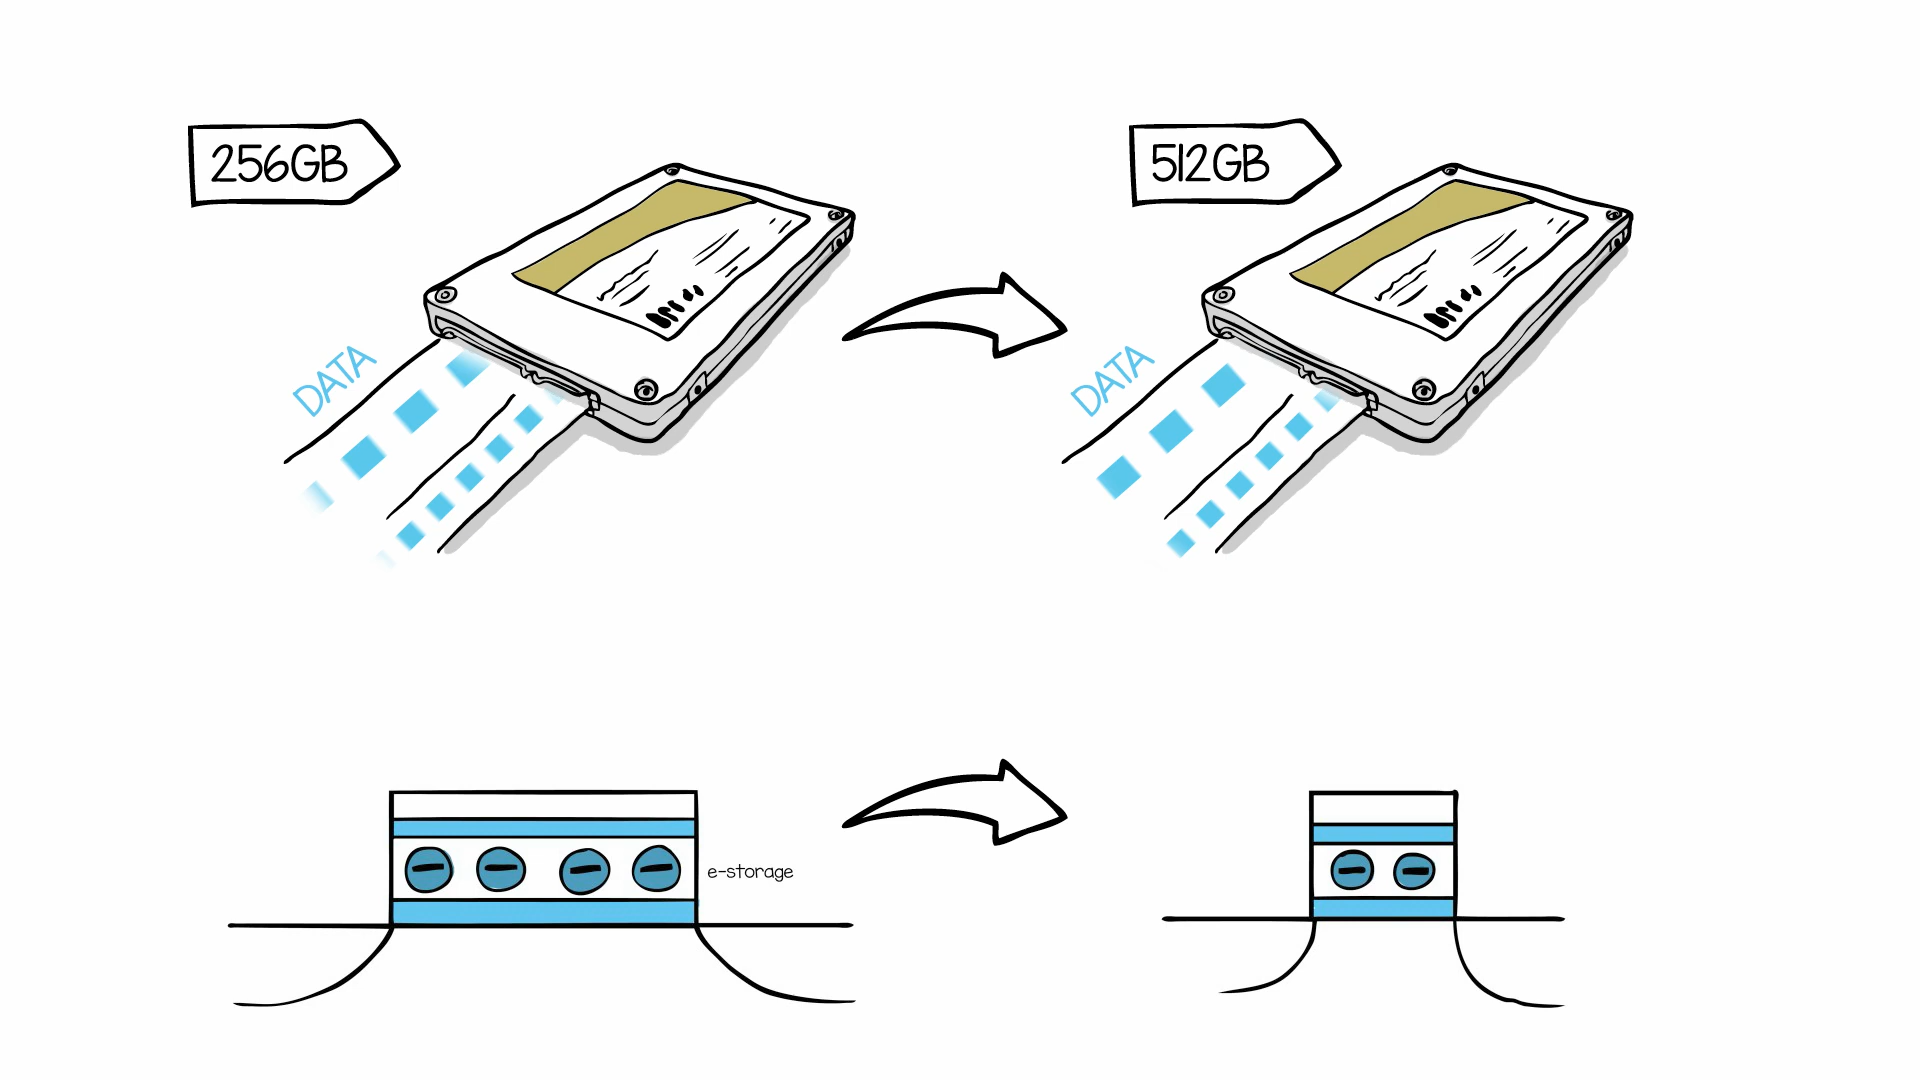 256GB
512GB
DATA
DATA
e-storage